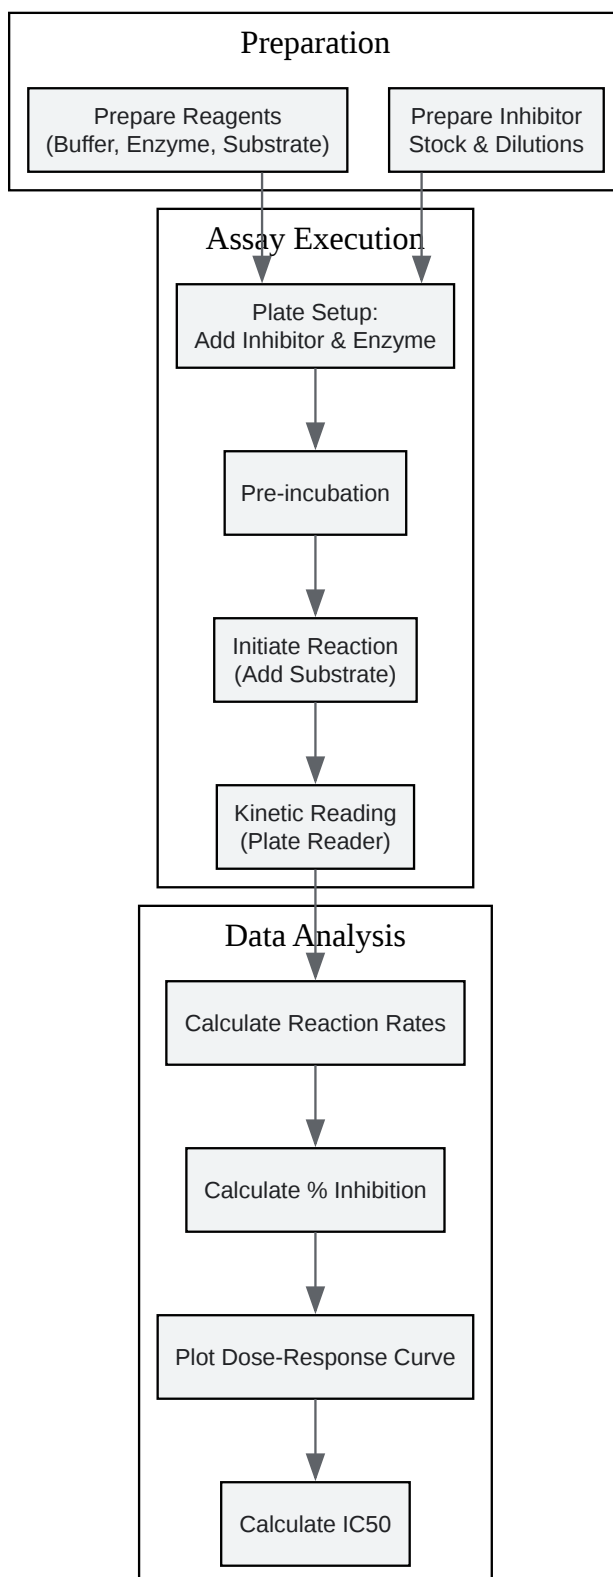 Preparation
Prepare Reagents
(Buffer, Enzyme, Substrate)
Prepare Inhibitor
Stock & Dilutions
Assay Execution
Plate Setup:
Add Inhibitor & Enzyme
Pre-incubation
Initiate Reaction
(Add Substrate)
Kinetic Reading
(Plate Reader)
Data Analysis
Calculate Reaction Rates
Calculate % Inhibition
Plot Dose-Response Curve
Calculate IC50